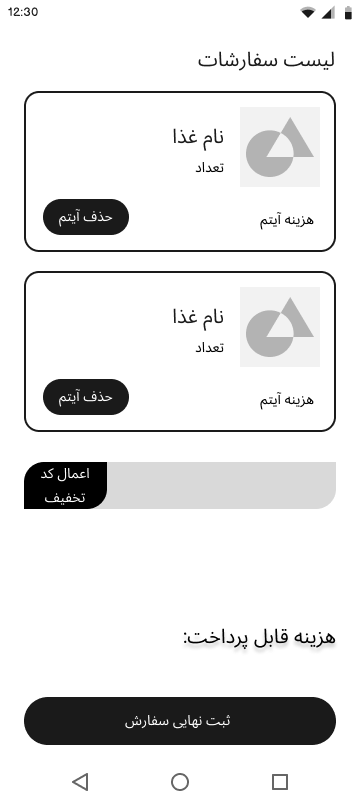 12:30
لیست سفارشات
نام غذا
تعداد
هزینه آیتم
حذف آیتم
نام غذا
تعداد
هزینه آیتم
حذف آیتم
اعمال کد
تخفیف
هزینه قابل پرداخت:
ثبت نهایی سفارش